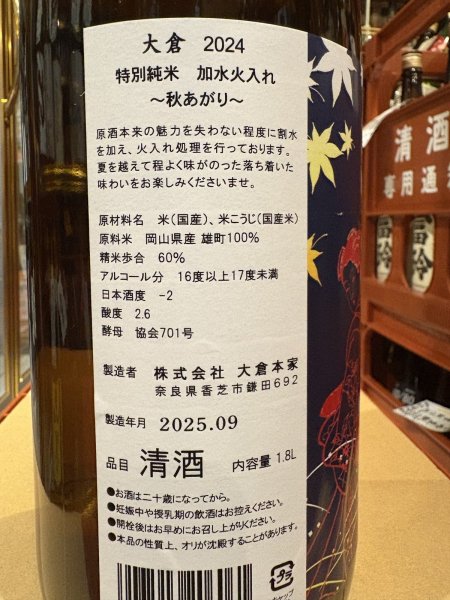 大倉 2024
特別純米 加水火入れ
～秋あがり～
原酒本来の魅力を失わない程度に割水
を加え、火入れ処理を行っております。
夏を越えて程よく味がのった落ち着いた
味わいをお楽しみくださいませ。
原材料名 米(国産)、米こうじ(国産米)
原料米 岡山県産 雄町100%
精米歩合 60%
アルコール分 16度以上17度未満
日本酒度 -2
酸度 2.6
酵母 協会701号
製造者 株式会社 大倉本家
奈良県香芝市鎌田692
製造年月 2025.09
品目 清酒 内容量 1.8L
●お酒は二十歳になってから。
●妊娠中や授乳期の飲酒はお控えください。
●開栓後はお早めにお召し上がりください。
●本品の性質上、オリが沈殿することがあります。
プラ
キャップ
清酒
専用通